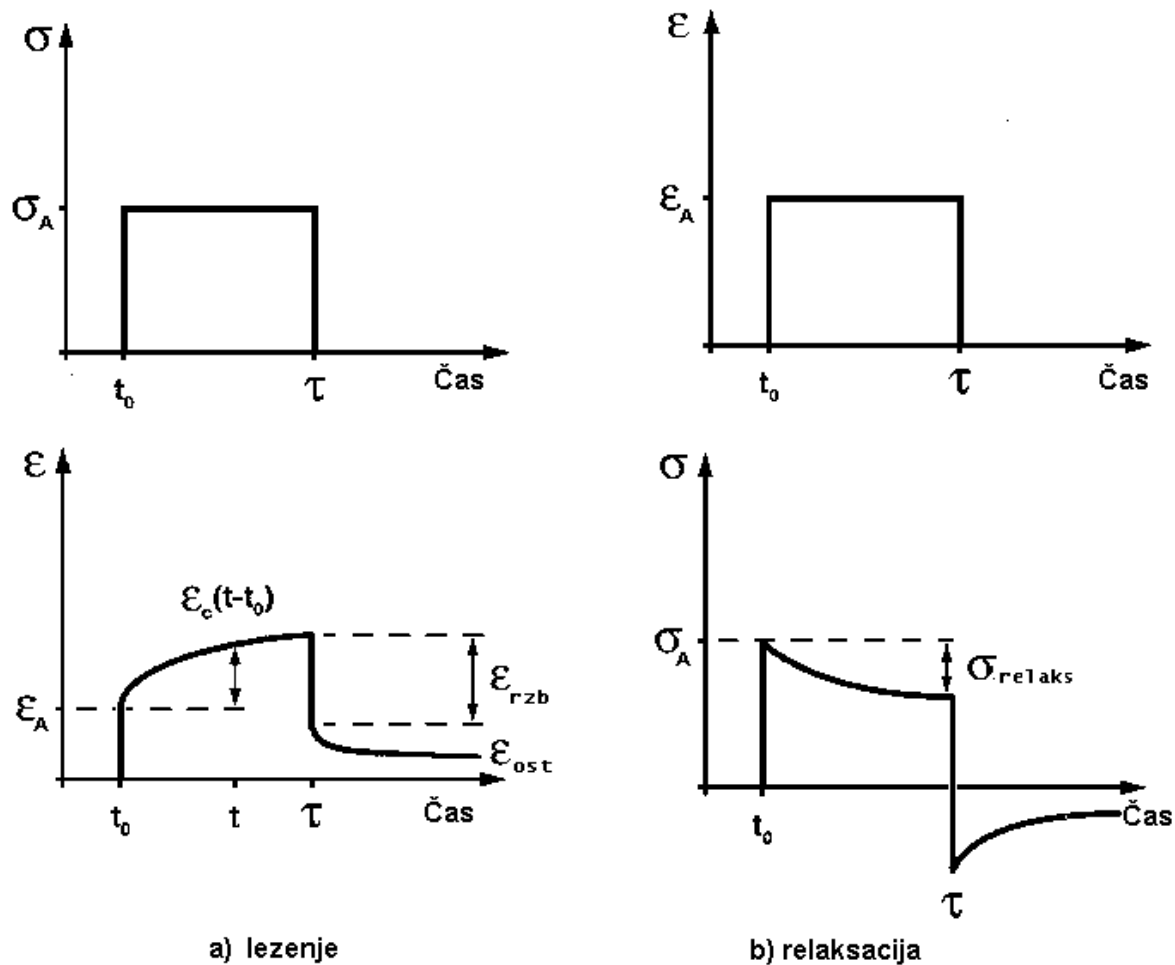 σ
σA
t0
τ
Čas
ε
εA
t0
τ
Čas
ε
εc(t-t0)
εA
εrzb
εost
t0
t
τ
Čas
σ
σA
σrelaks
t0
Čas
τ
a) lezenje
b) relaksacija